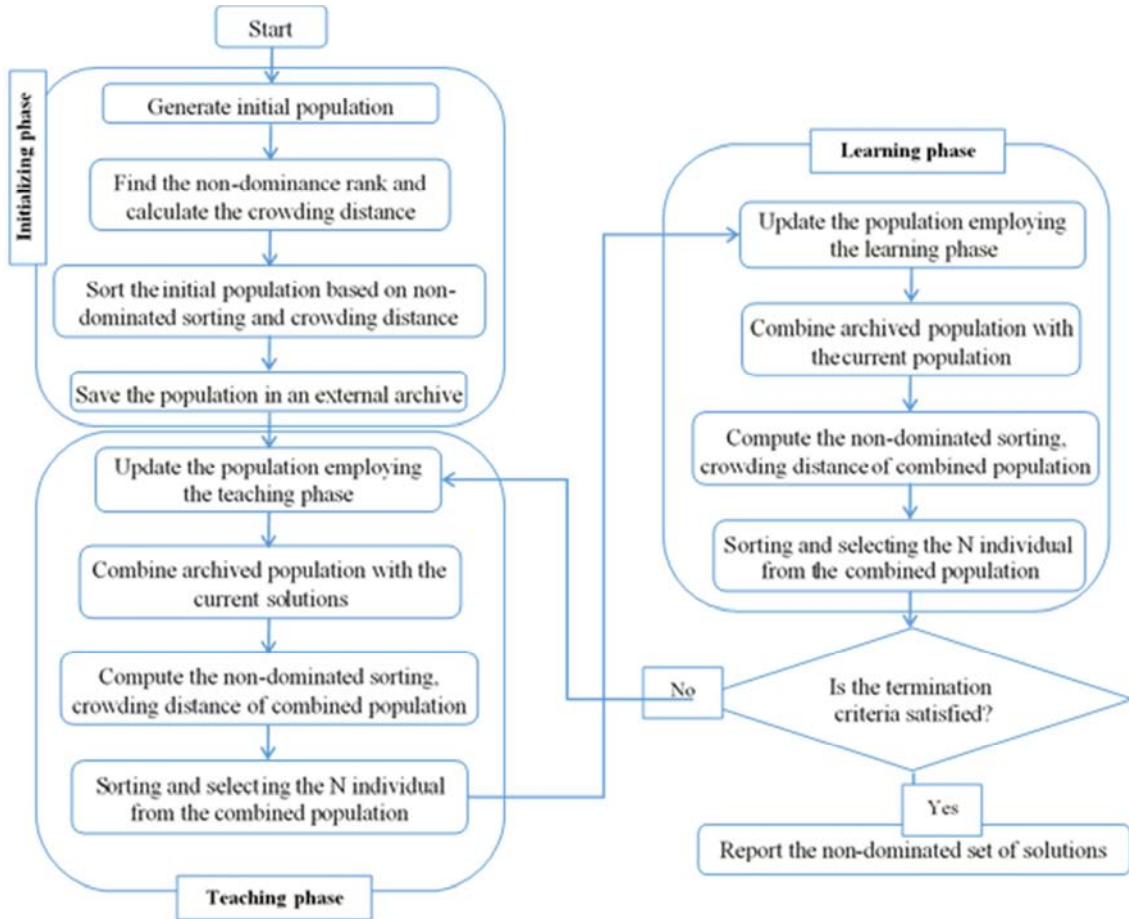 Start
Initializing phase
Generate initial population
Find the non-dominance rank and
calculate the crowding distance
Sort the initial population based on non-
dominated sorting and crowding distance
Save the population in an external archive
Update the population employing
the teaching phase
Combine archived population with the
current solutions
Compute the non-dominated sorting,
crowding distance of combined population
Sorting and selecting the N individual
from the combined population
Teaching phase
Learning phase
Update the population employing
the learning phase
Combine archived population with
the current population
Compute the non-dominated sorting,
crowding distance of combined population
Sorting and selecting the N individual
from the combined population
Is the termination
criteria satisfied?
No
Yes
Report the non-dominated set of solutions